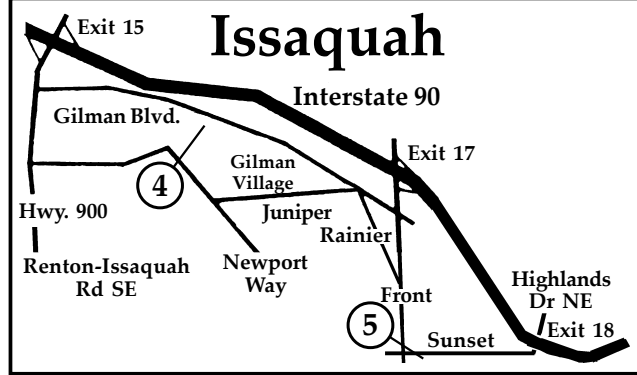 Issaquah
Exit 15
Interstate 90
Gilman Blvd.
Exit 17
Gilman
Village
4
Hwy. 900
Juniper
Rainier
Renton-Issaquah
Rd SE
Newport
Way
Highlands
Dr NE
Front
5
Sunset
Exit 18